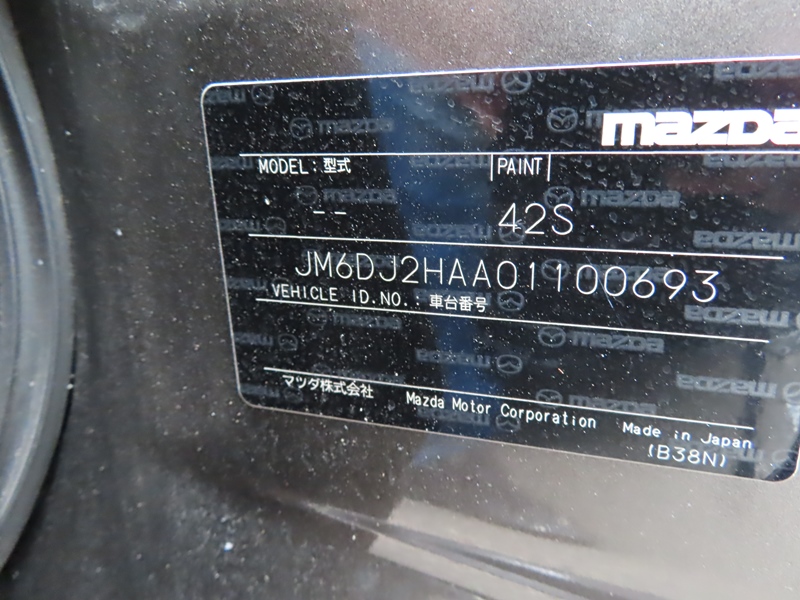 mazda
MODEL：型式 PAINT
-- 42S
JM6DJ2HAA01100693
VEHICLE ID.NO.：車台番号
マツダ株式会社 Mazda Motor Corporation Made in Japan
(B38N)